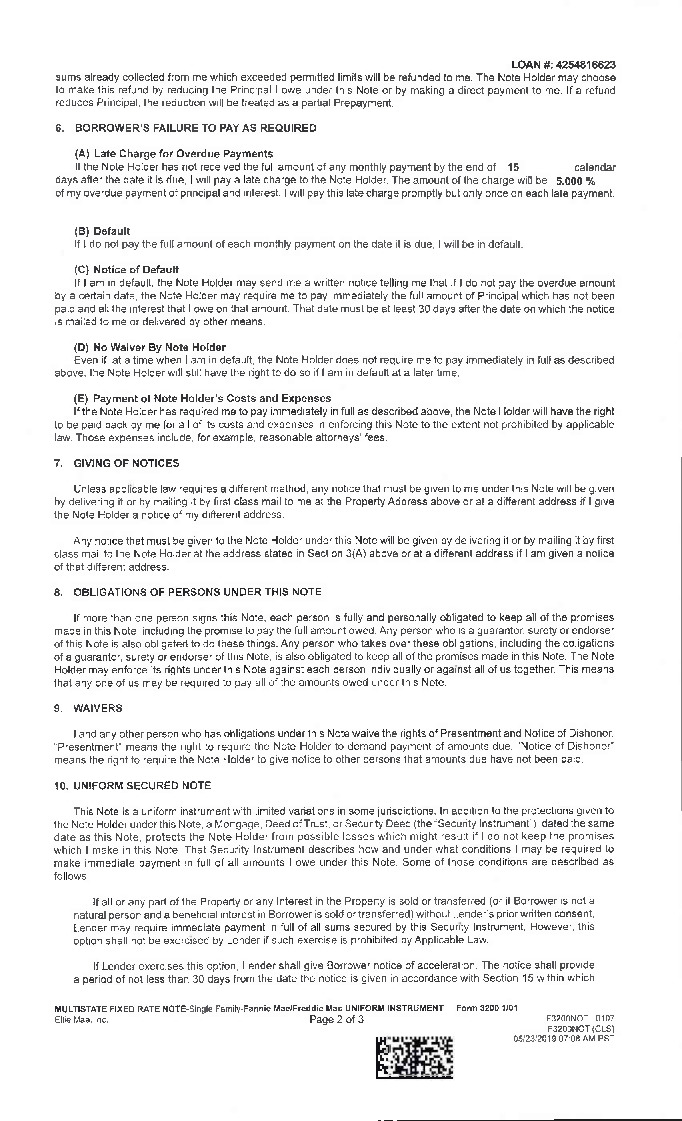 LOAN #: 4254816623
sums already collected from me which exceeded permitted limits will be refunded to me. The Note Holder may choose
to make this refund by reducing the Principal I owe under this Note or by making a direct payment to me. If a refund
reduces Principal, the reduction will be treated as a partial Prepayment.
6. BORROWER'S FAILURE TO PAY AS REQUIRED
(A) Late Charge for Overdue Payments
If the Note Holder has not received the full amount of any monthly payment by the end of 15 calendar
days after the date it is due, I will pay a late charge to the Note Holder. The amount of the charge will be 5.000 %
of my overdue payment of principal and interest. I will pay this late charge promptly but only once on each late payment.
(B) Default
If I do not pay the full amount of each monthly payment on the date it is due, I will be in default.
(C) Notice of Default
If I am in default, the Note Holder may send me a written notice telling me that if I do not pay the overdue amount
by a certain date, the Note Holder may require me to pay immediately the full amount of Principal which has not been
paid and all the interest that I owe on that amount. That date must be at least 30 days after the date on which the notice
is mailed to me or delivered by other means.
(D) No Waiver By Note Holder
Even if, at a time when I am in default, the Note Holder does not require me to pay immediately in full as described
above, the Note Holder will still have the right to do so if I am in default at a later time.
(E) Payment of Note Holder's Costs and Expenses
If the Note Holder has required me to pay immediately in full as described above, the Note Holder will have the right
to be paid back by me for all of its costs and expenses in enforcing this Note to the extent not prohibited by applicable
law. Those expenses include, for example, reasonable attorneys' fees.
7. GIVING OF NOTICES
Unless applicable law requires a different method, any notice that must be given to me under this Note will be given
by delivering it or by mailing it by first class mail to me at the Property Address above or at a different address if I give
the Note Holder a notice of my different address.
Any notice that must be given to the Note Holder under this Note will be given by delivering it or by mailing it by first
class mail to the Note Holder at the address stated in Section 3(A) above or at a different address if I am given a notice
of that different address.
8. OBLIGATIONS OF PERSONS UNDER THIS NOTE
If more than one person signs this Note, each person is fully and personally obligated to keep all of the promises
made in this Note, including the promise to pay the full amount owed. Any person who is a guarantor, surety or endorser
of this Note is also obligated to do these things. Any person who takes over these obligations, including the obligations
of a guarantor, surety or endorser of this Note, is also obligated to keep all of the promises made in this Note. The Note
Holder may enforce its rights under this Note against each person individually or against all of us together. This means
that any one of us may be required to pay all of the amounts owed under this Note.
9. WAIVERS
I and any other person who has obligations under this Note waive the rights of Presentment and Notice of Dishonor.
"Presentment" means the right to require the Note Holder to demand payment of amounts due. "Notice of Dishonor"
means the right to require the Note Holder to give notice to other persons that amounts due have not been paid.
10. UNIFORM SECURED NOTE
This Note is a uniform instrument with limited variations in some jurisdictions. In addition to the protections given to
the Note Holder under this Note, a Mortgage, Deed of Trust, or Security Deed (the "Security Instrument"), dated the same
date as this Note, protects the Note Holder from possible losses which might result if I do not keep the promises
which I make in this Note. That Security Instrument describes how and under what conditions I may be required to
make immediate payment in full of all amounts I owe under this Note. Some of those conditions are described as
follows:
If all or any part of the Property or any Interest in the Property is sold or transferred (or if Borrower is not a
natural person and a beneficial interest in Borrower is sold or transferred) without Lender's prior written consent,
Lender may require immediate payment in full of all sums secured by this Security Instrument. However, this
option shall not be exercised by Lender if such exercise is prohibited by Applicable Law.
If Lender exercises this option, Lender shall give Borrower notice of acceleration. The notice shall provide
a period of not less than 30 days from the date the notice is given in accordance with Section 15 within which
MULTISTATE FIXED RATE NOTE-Single Family-Fannie Mae/Freddie Mac UNIFORM INSTRUMENT Form 3200 1/01
Ellie Mae, Inc. Page 2 of 3 F3200NOT 0107
F3200NOT (CLS)
05/23/2019 07:08 AM PST